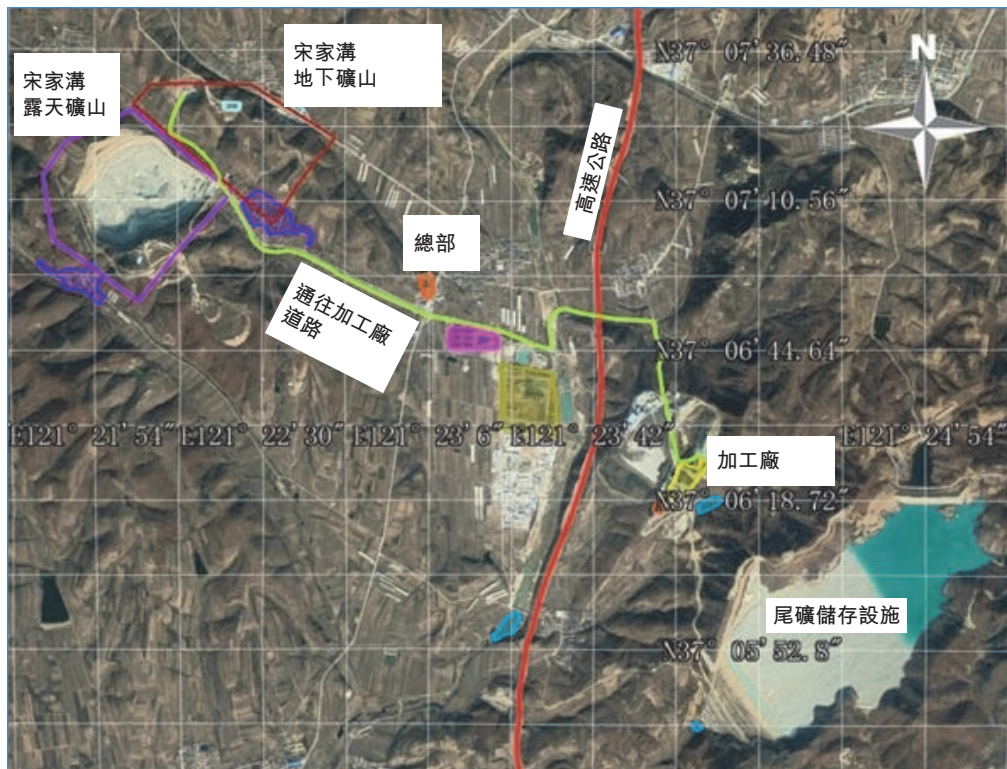 N
N37° 07'36.48"
宋家溝
地下礦山
宋家溝
露天礦山
高速公路
N37° 07'10.56"
總部
通往加工廠
道路
N37° 06'44.64"
E121° 21'54"
E121° 22'30"
E121° 23'6"
E121° 23'42"
E121° 24'54"
加工廠
N37° 06'18.72"
尾礦儲存設施
N37° 05'52.8"